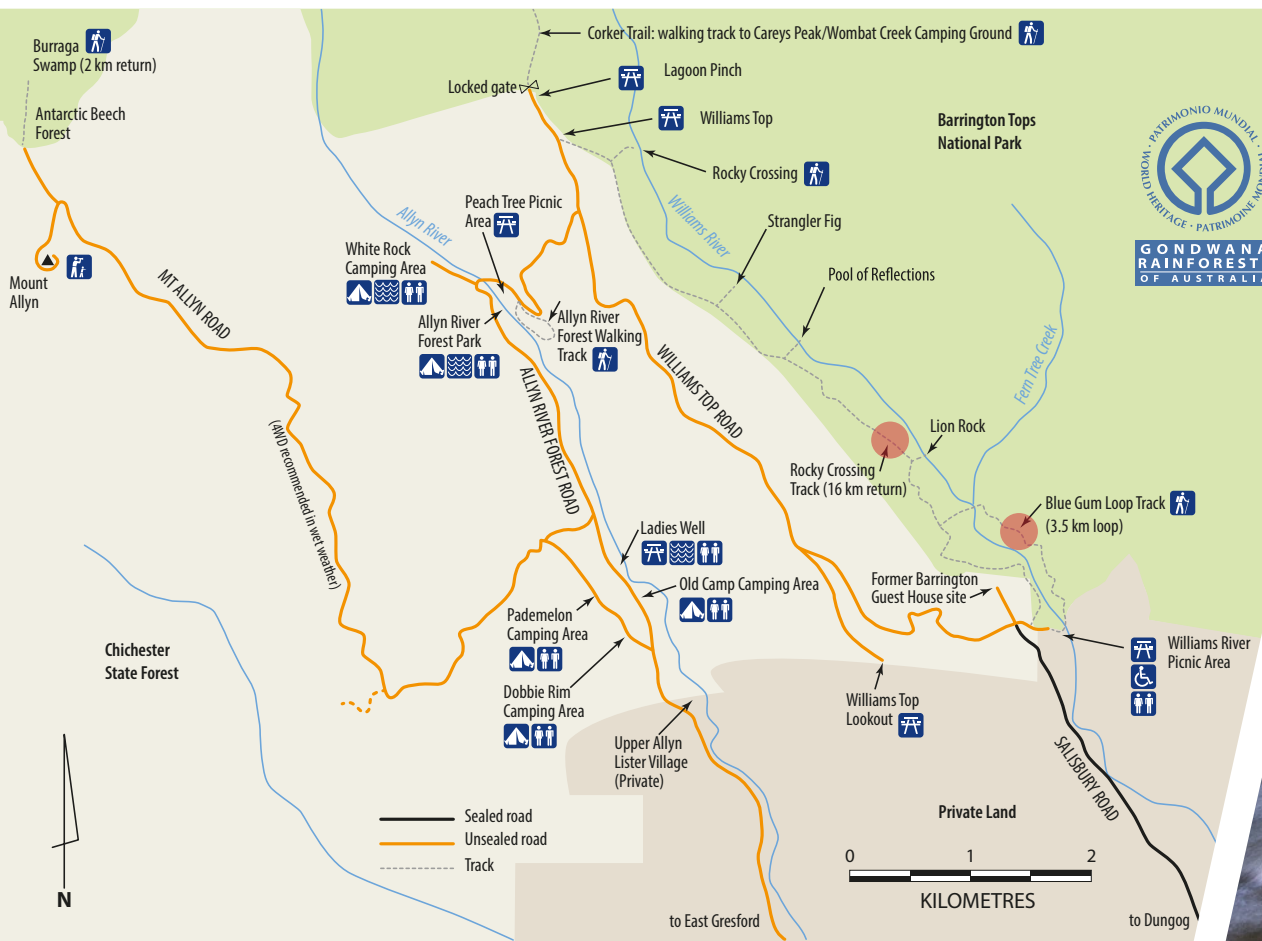 Burraga
Swamp (2 km return)
Antarctic Beech
Forest
Mount
Allyn
MT ALLYN ROAD
(4WD recommended in wet weather)
Chichester
State Forest
N
Corker Trail: walking track to Careys Peak/Wombat Creek Camping Ground
Locked gate
Lagoon Pinch
Williams Top
Rocky Crossing
Barrington Tops
National Park
Allyn River
Peach Tree Picnic
Area
White Rock
Camping Area
Allyn River
Forest Park
Allyn River
Forest Walking
Track
ALLYN RIVER FOREST ROAD
WILLIAMS TOP ROAD
Williams River
Strangler Fig
Pool of Reflections
Fern Tree Creek
Lion Rock
Rocky Crossing
Track (16 km return)
Blue Gum Loop Track
(3.5 km loop)
Ladies Well
Old Camp Camping Area
Pademelon
Camping Area
Dobbie Rim
Camping Area
Upper Allyn
Lister Village
(Private)
Former Barrington
Guest House site
Williams River
Picnic Area
Williams Top
Lookout
SALISBURY ROAD
Private Land
Sealed road
Unsealed road
Track
0 1 2
KILOMETRES
to East Gresford
to Dungog
PATRIMONIO MUNDIAL
WORLD HERITAGE · PATRIMOINE
GONDWANA
RAINFOREST
OF AUSTRALIA